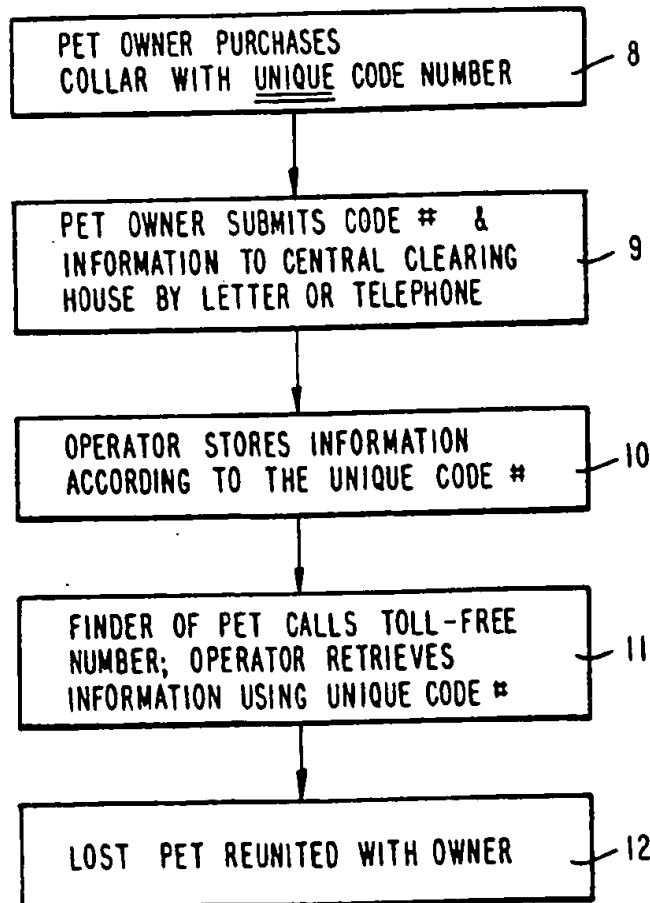 PET OWNER PURCHASES
COLLAR WITH UNIQUE CODE NUMBER
8
PET OWNER SUBMITS CODE # &
INFORMATION TO CENTRAL CLEARING
HOUSE BY LETTER OR TELEPHONE
9
OPERATOR STORES INFORMATION
ACCORDING TO THE UNIQUE CODE #
10
FINDER OF PET CALLS TOLL-FREE
NUMBER; OPERATOR RETRIEVES
INFORMATION USING UNIQUE CODE #
11
LOST PET REUNITED WITH OWNER
12